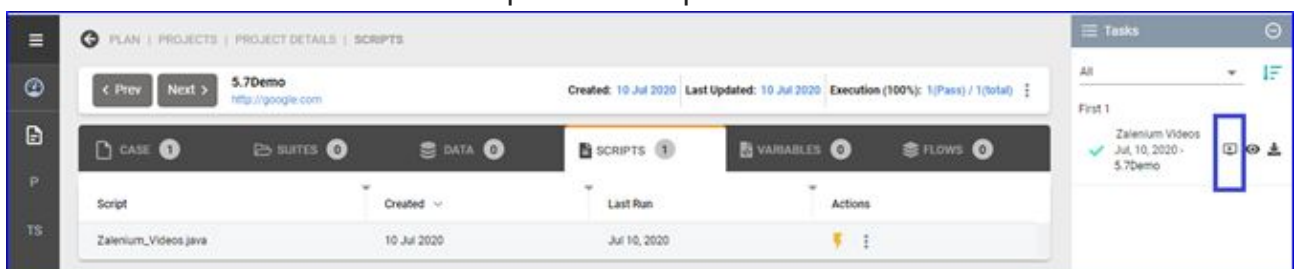 PLAN | PROJECTS | PROJECT DETAILS | SCRIPTS
< Prev Next > 5.7Demo
http://google.com
Created: 10 Jul 2020 Last Updated: 10 Jul 2020 Execution (100%): 1(Pass) / 1(total)
CASE 1 SUITES 0 DATA 0 SCRIPTS 1 VARIABLES 0 FLOWS 0
Script Created Last Run Actions
Zalenium_Videos.java 10 Jul 2020 Jul 10, 2020
P
TS
Tasks
All
First 1
Zalenium Videos
Jul, 10, 2020 -
5.7Demo